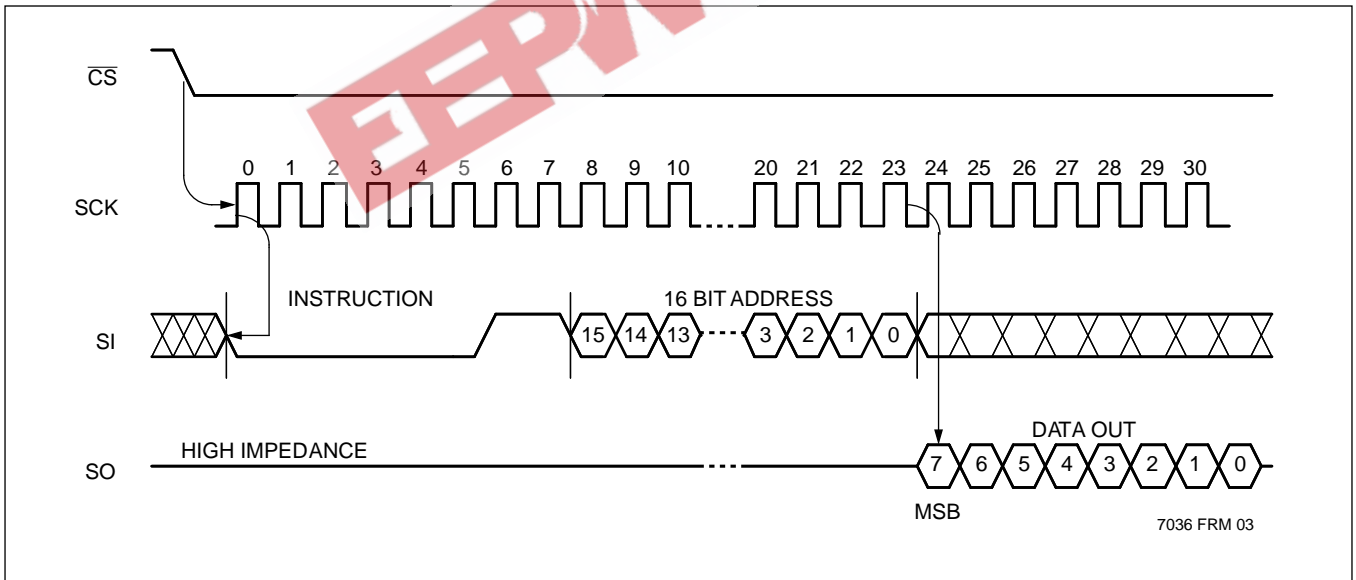 EEPW
CS
0 1 2 3 4 5 6 7 8 9 10 20 21 22 23 24 25 26 27 28 29 30
SCK
INSTRUCTION 16 BIT ADDRESS
SI 15 14 13 3 2 1 0
DATA OUT
HIGH IMPEDANCE
SO 7 6 5 4 3 2 1 0
MSB
7036 FRM 03